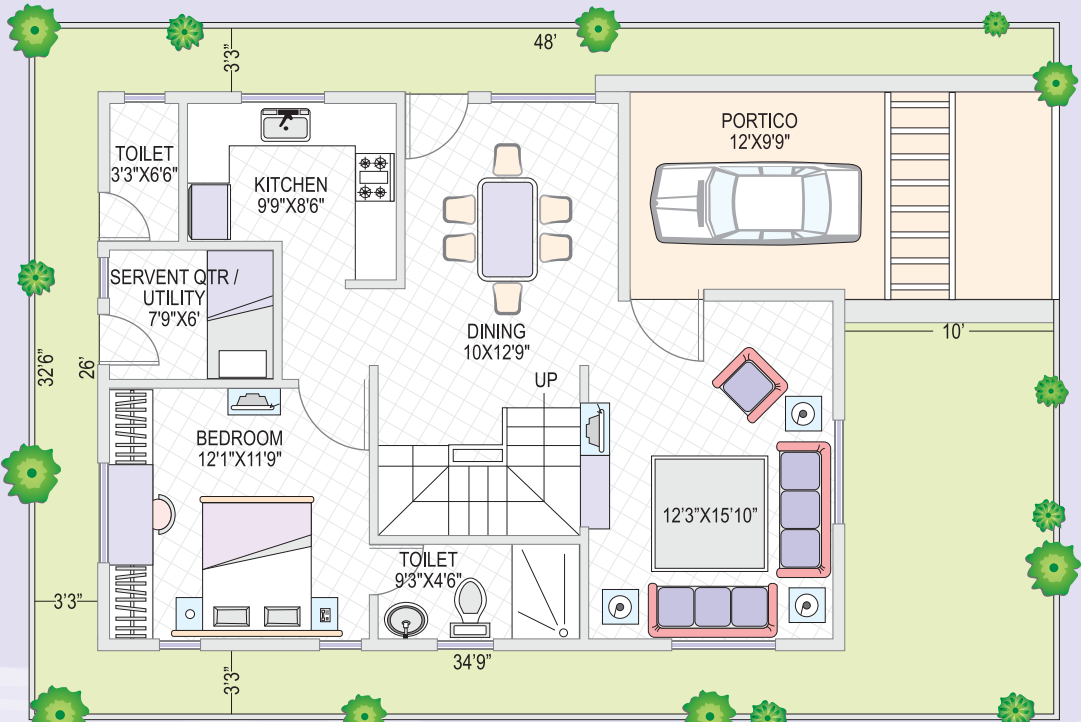 48'
3'3"
PORTICO
12'X9'9"
TOILET
3'3"X6'6"
KITCHEN
9'9"X8'6"
SERVENT QTR /
UTILITY
7'9"X6'
DINING
10X12'9"
10'
32'6"
26'
UP
BEDROOM
12'1"X11'9"
12'3"X15'10"
TOILET
9'3"X4'6"
3'3"
34'9"
3'3"